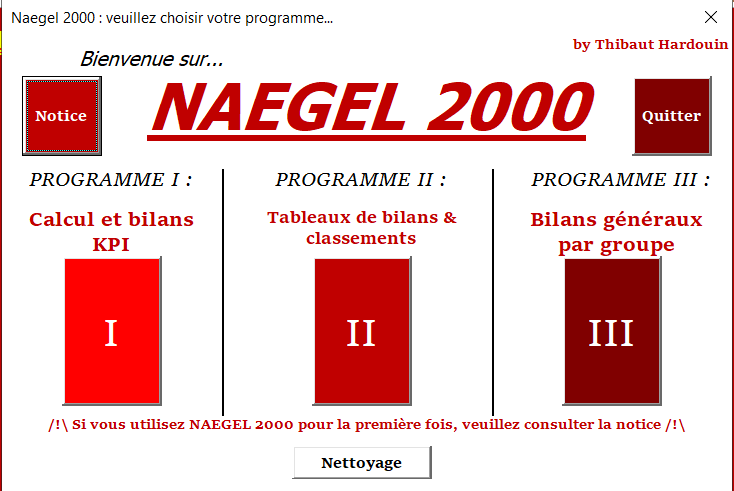 Naegel 2000 : veuillez choisir votre programme...
by Thibaut Hardouin
Bienvenue sur...
Notice
NAEGEL 2000
Quitter
PROGRAMME I :
Calcul et bilans
KPI
I
PROGRAMME II :
Tableaux de bilans &
classements
II
PROGRAMME III :
Bilans généraux
par groupe
III
/!\ Si vous utilisez NAEGEL 2000 pour la première fois, veuillez consulter la notice /!\
Nettoyage